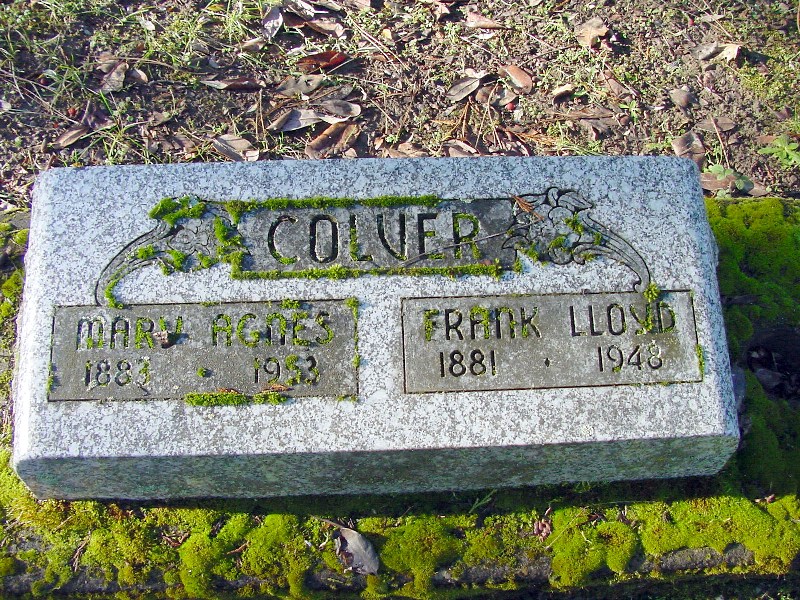 COLVER
MARY AGNES
1883 · 1953
FRANK LLOYD
1881 · 1948